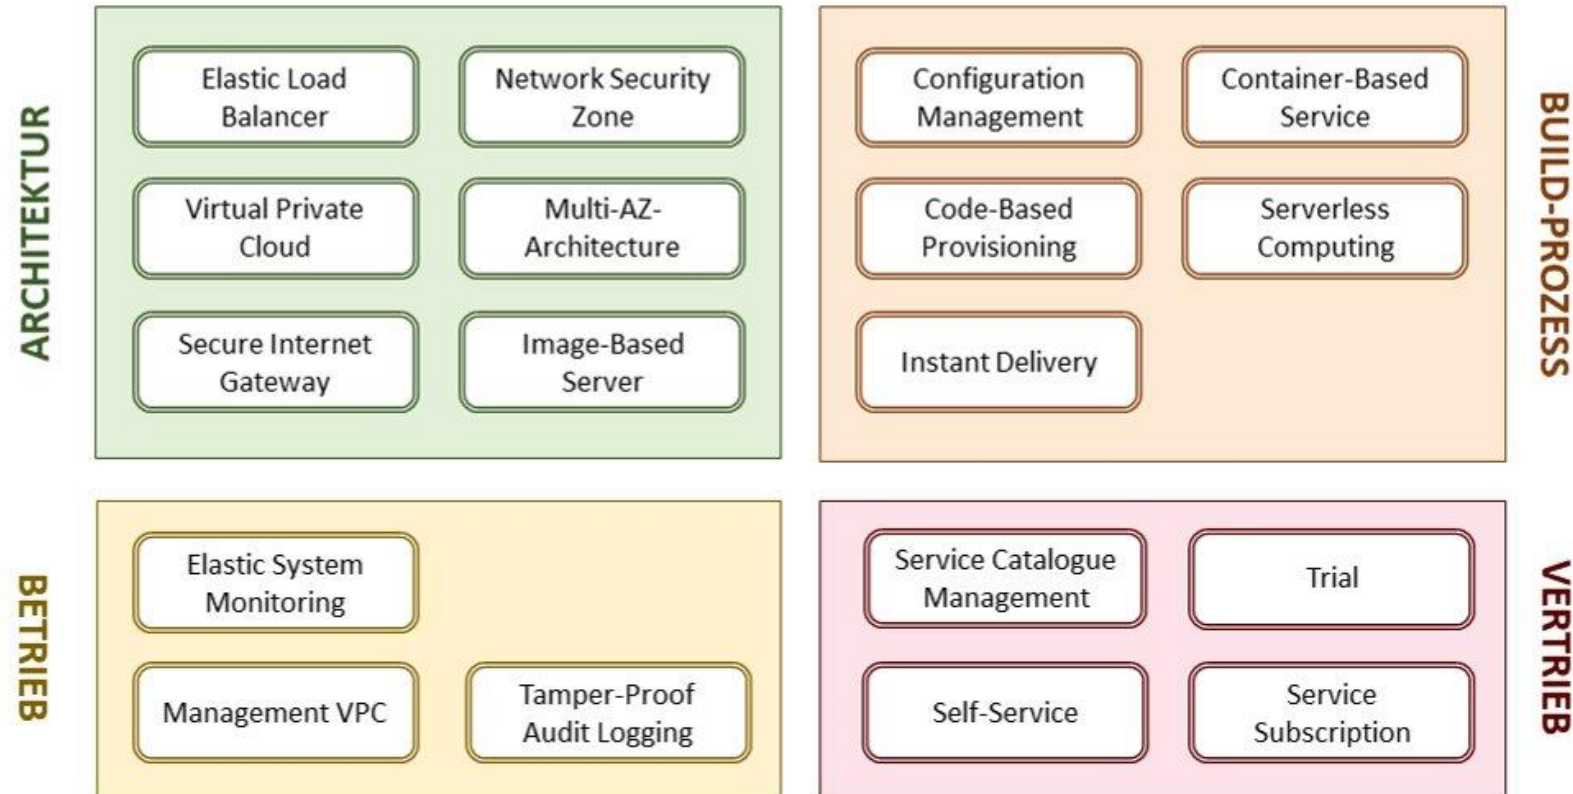 ARCHITEKTUR
Elastic Load
Balancer
Network Security
Zone
Virtual Private
Cloud
Multi-AZ-
Architecture
Secure Internet
Gateway
Image-Based
Server
BUILD-PROZESS
Configuration
Management
Container-Based
Service
Code-Based
Provisioning
Serverless
Computing
Instant Delivery
BETRIEB
Elastic System
Monitoring
Management VPC
Tamper-Proof
Audit Logging
VERTRIEB
Service Catalogue
Management
Trial
Self-Service
Service
Subscription